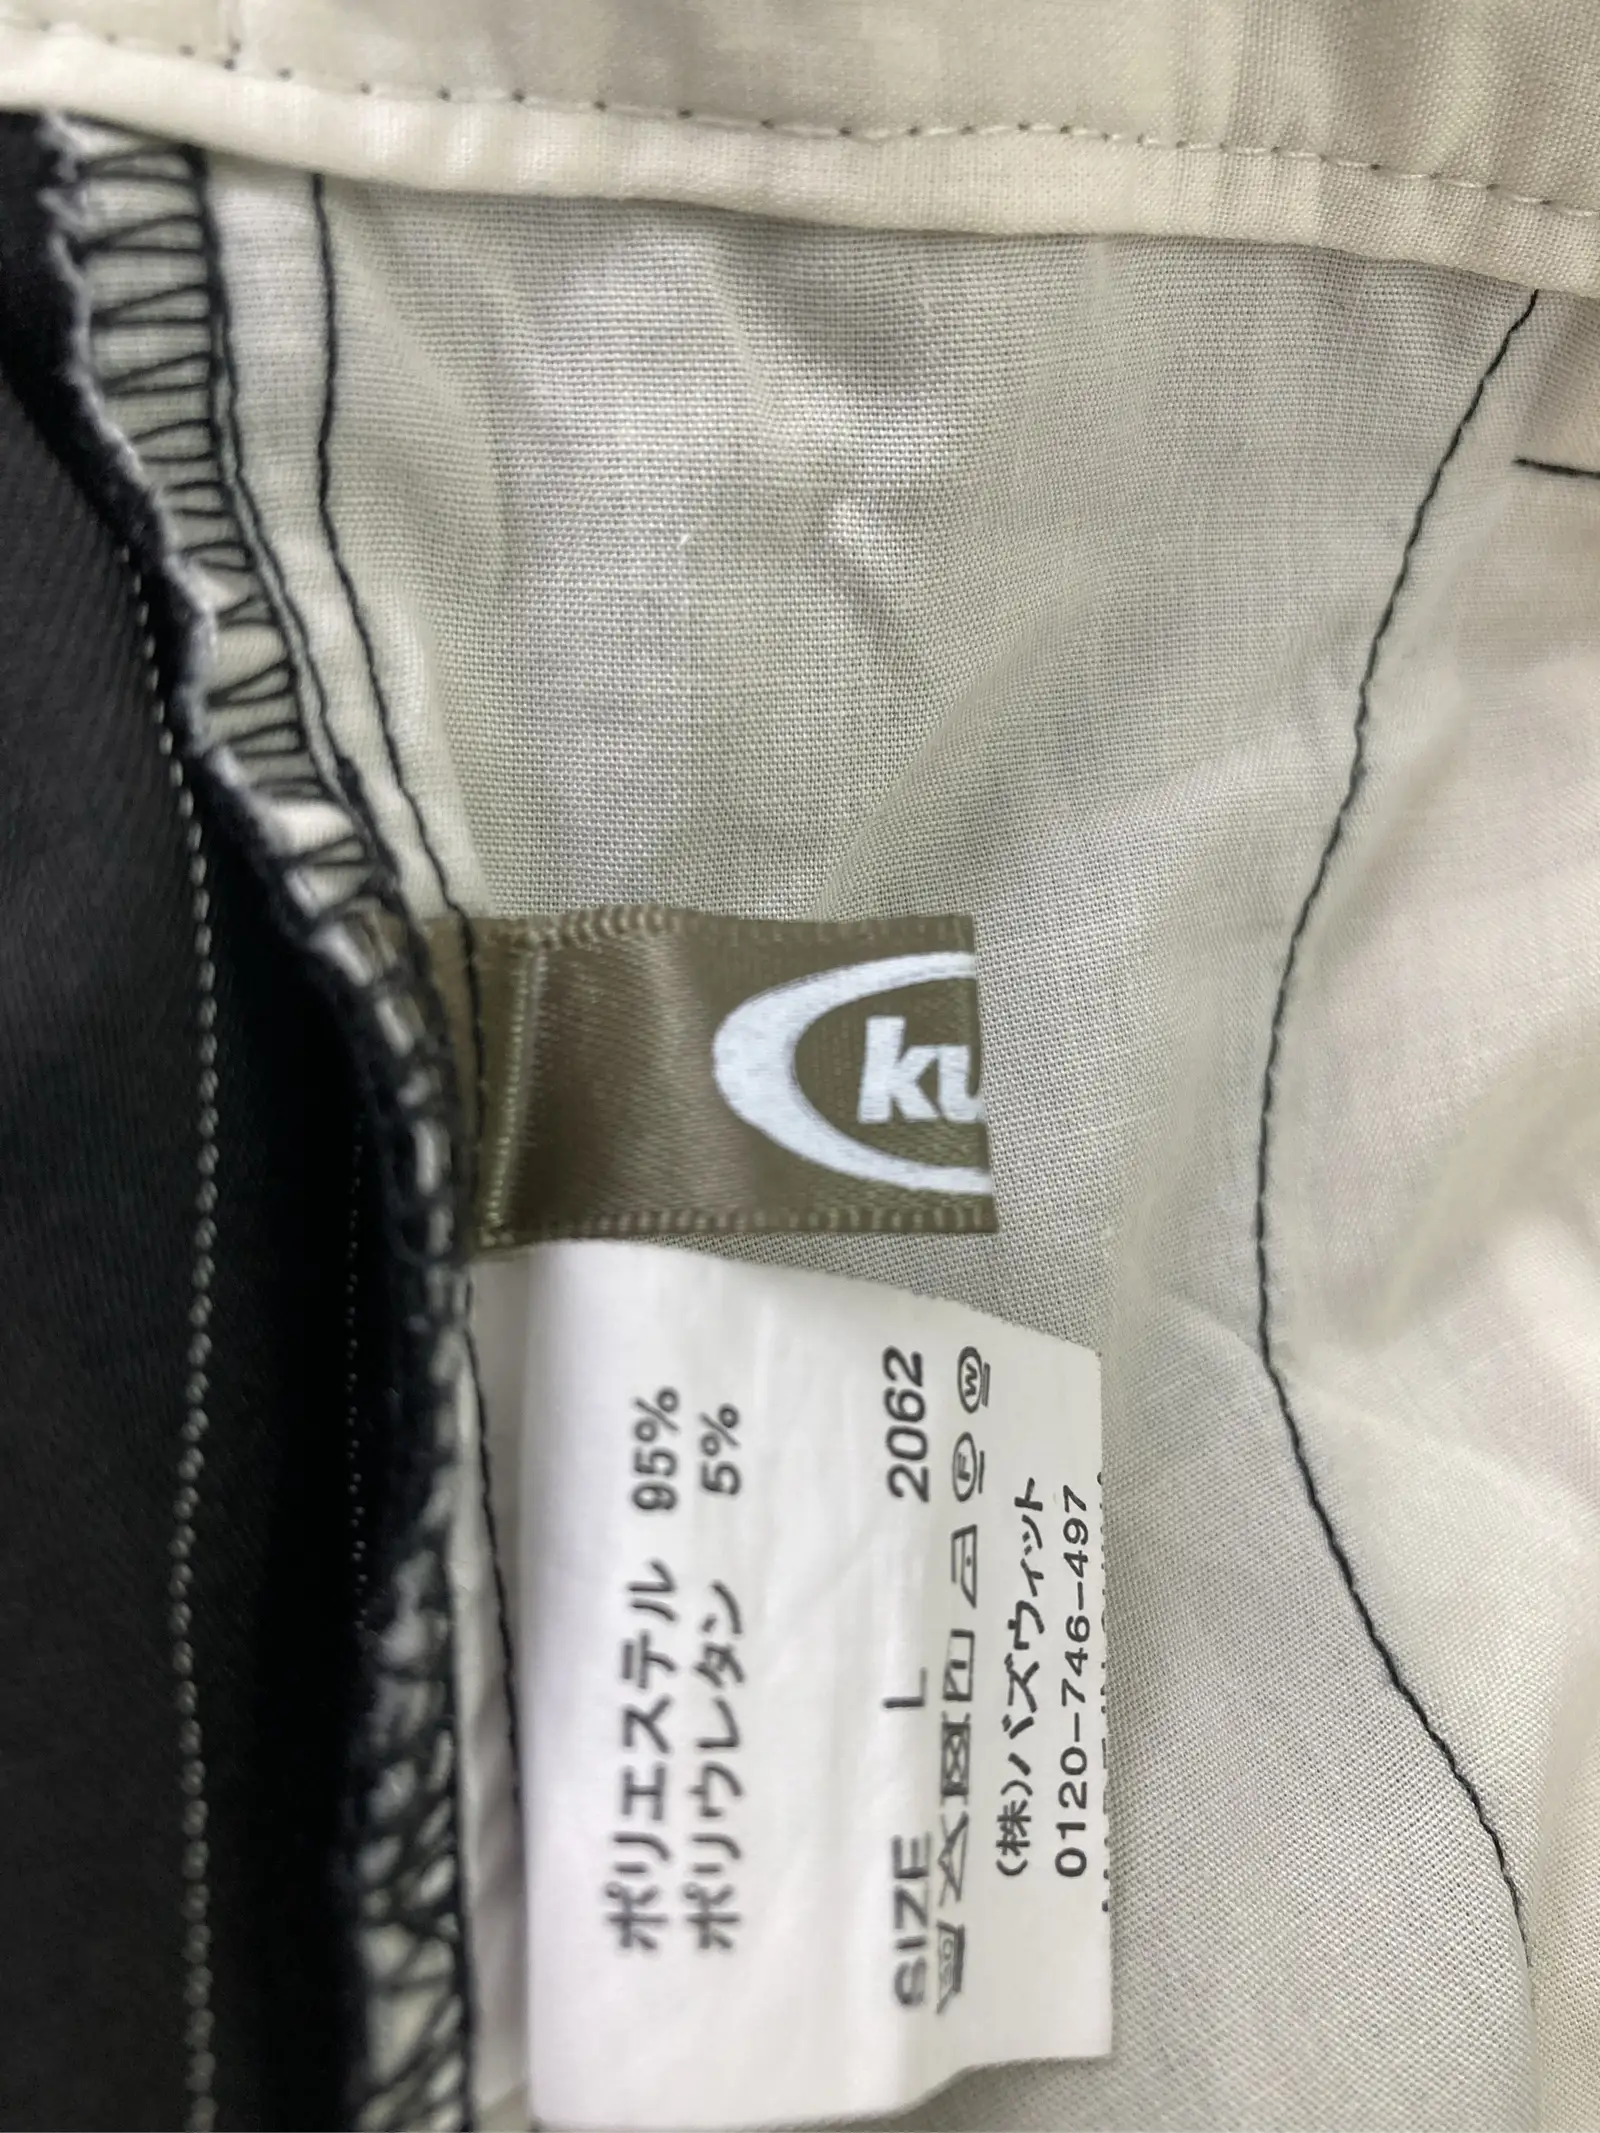 ku
ポリエステル 95%
ポリウレタン 5%
SIZE L 2062
(株)バズウィット
0120-746-497